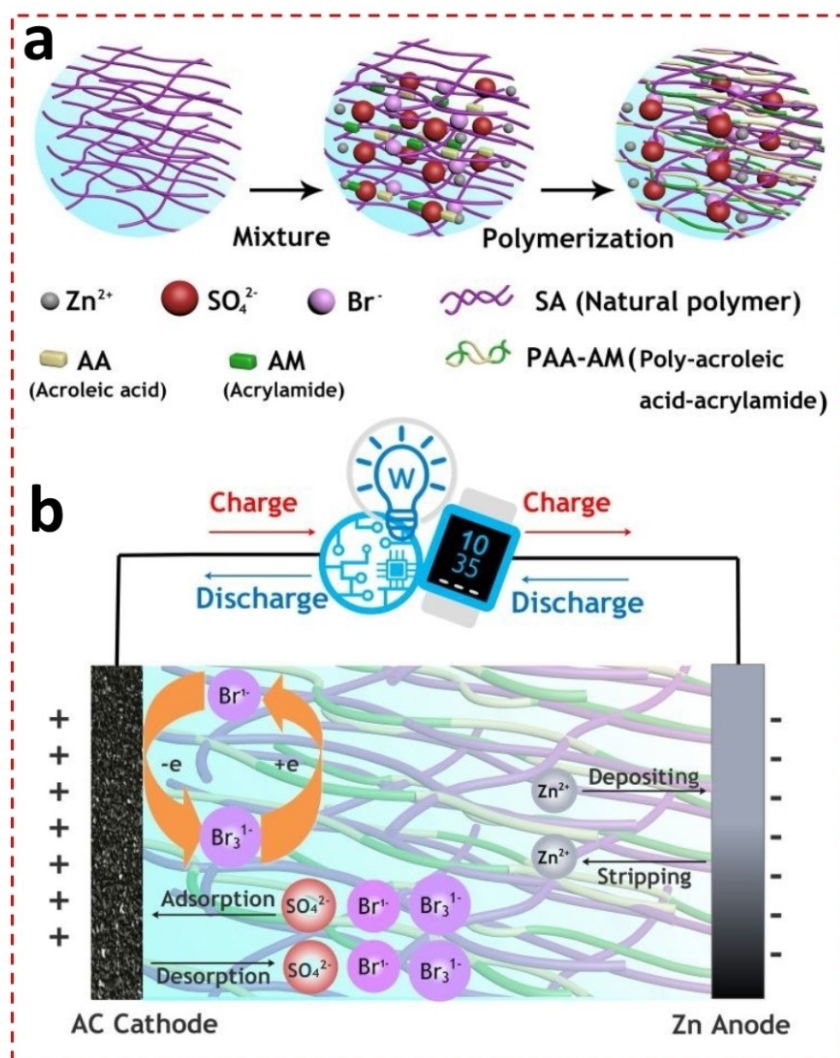 a
Mixture
Polymerization
Zn²⁺
SO₄²⁻
Br⁻
SA (Natural polymer)
AA
(Acroleic acid)
AM
(Acrylamide)
PAA-AM (Poly-acroleic
acid-acrylamide)
b
W
Charge
Charge
10
35
Discharge
Discharge
Br¹⁻
-e
+e
Br₃¹⁻
Zn²⁺
Depositing
Zn²⁺
Stripping
Adsorption
SO₄²⁻
Br¹⁻
Br₃¹⁻
Desorption
SO₄²⁻
Br¹⁻
Br₃¹⁻
+
+
+
+
+
+
+
-
-
-
-
-
-
-
AC Cathode
Zn Anode